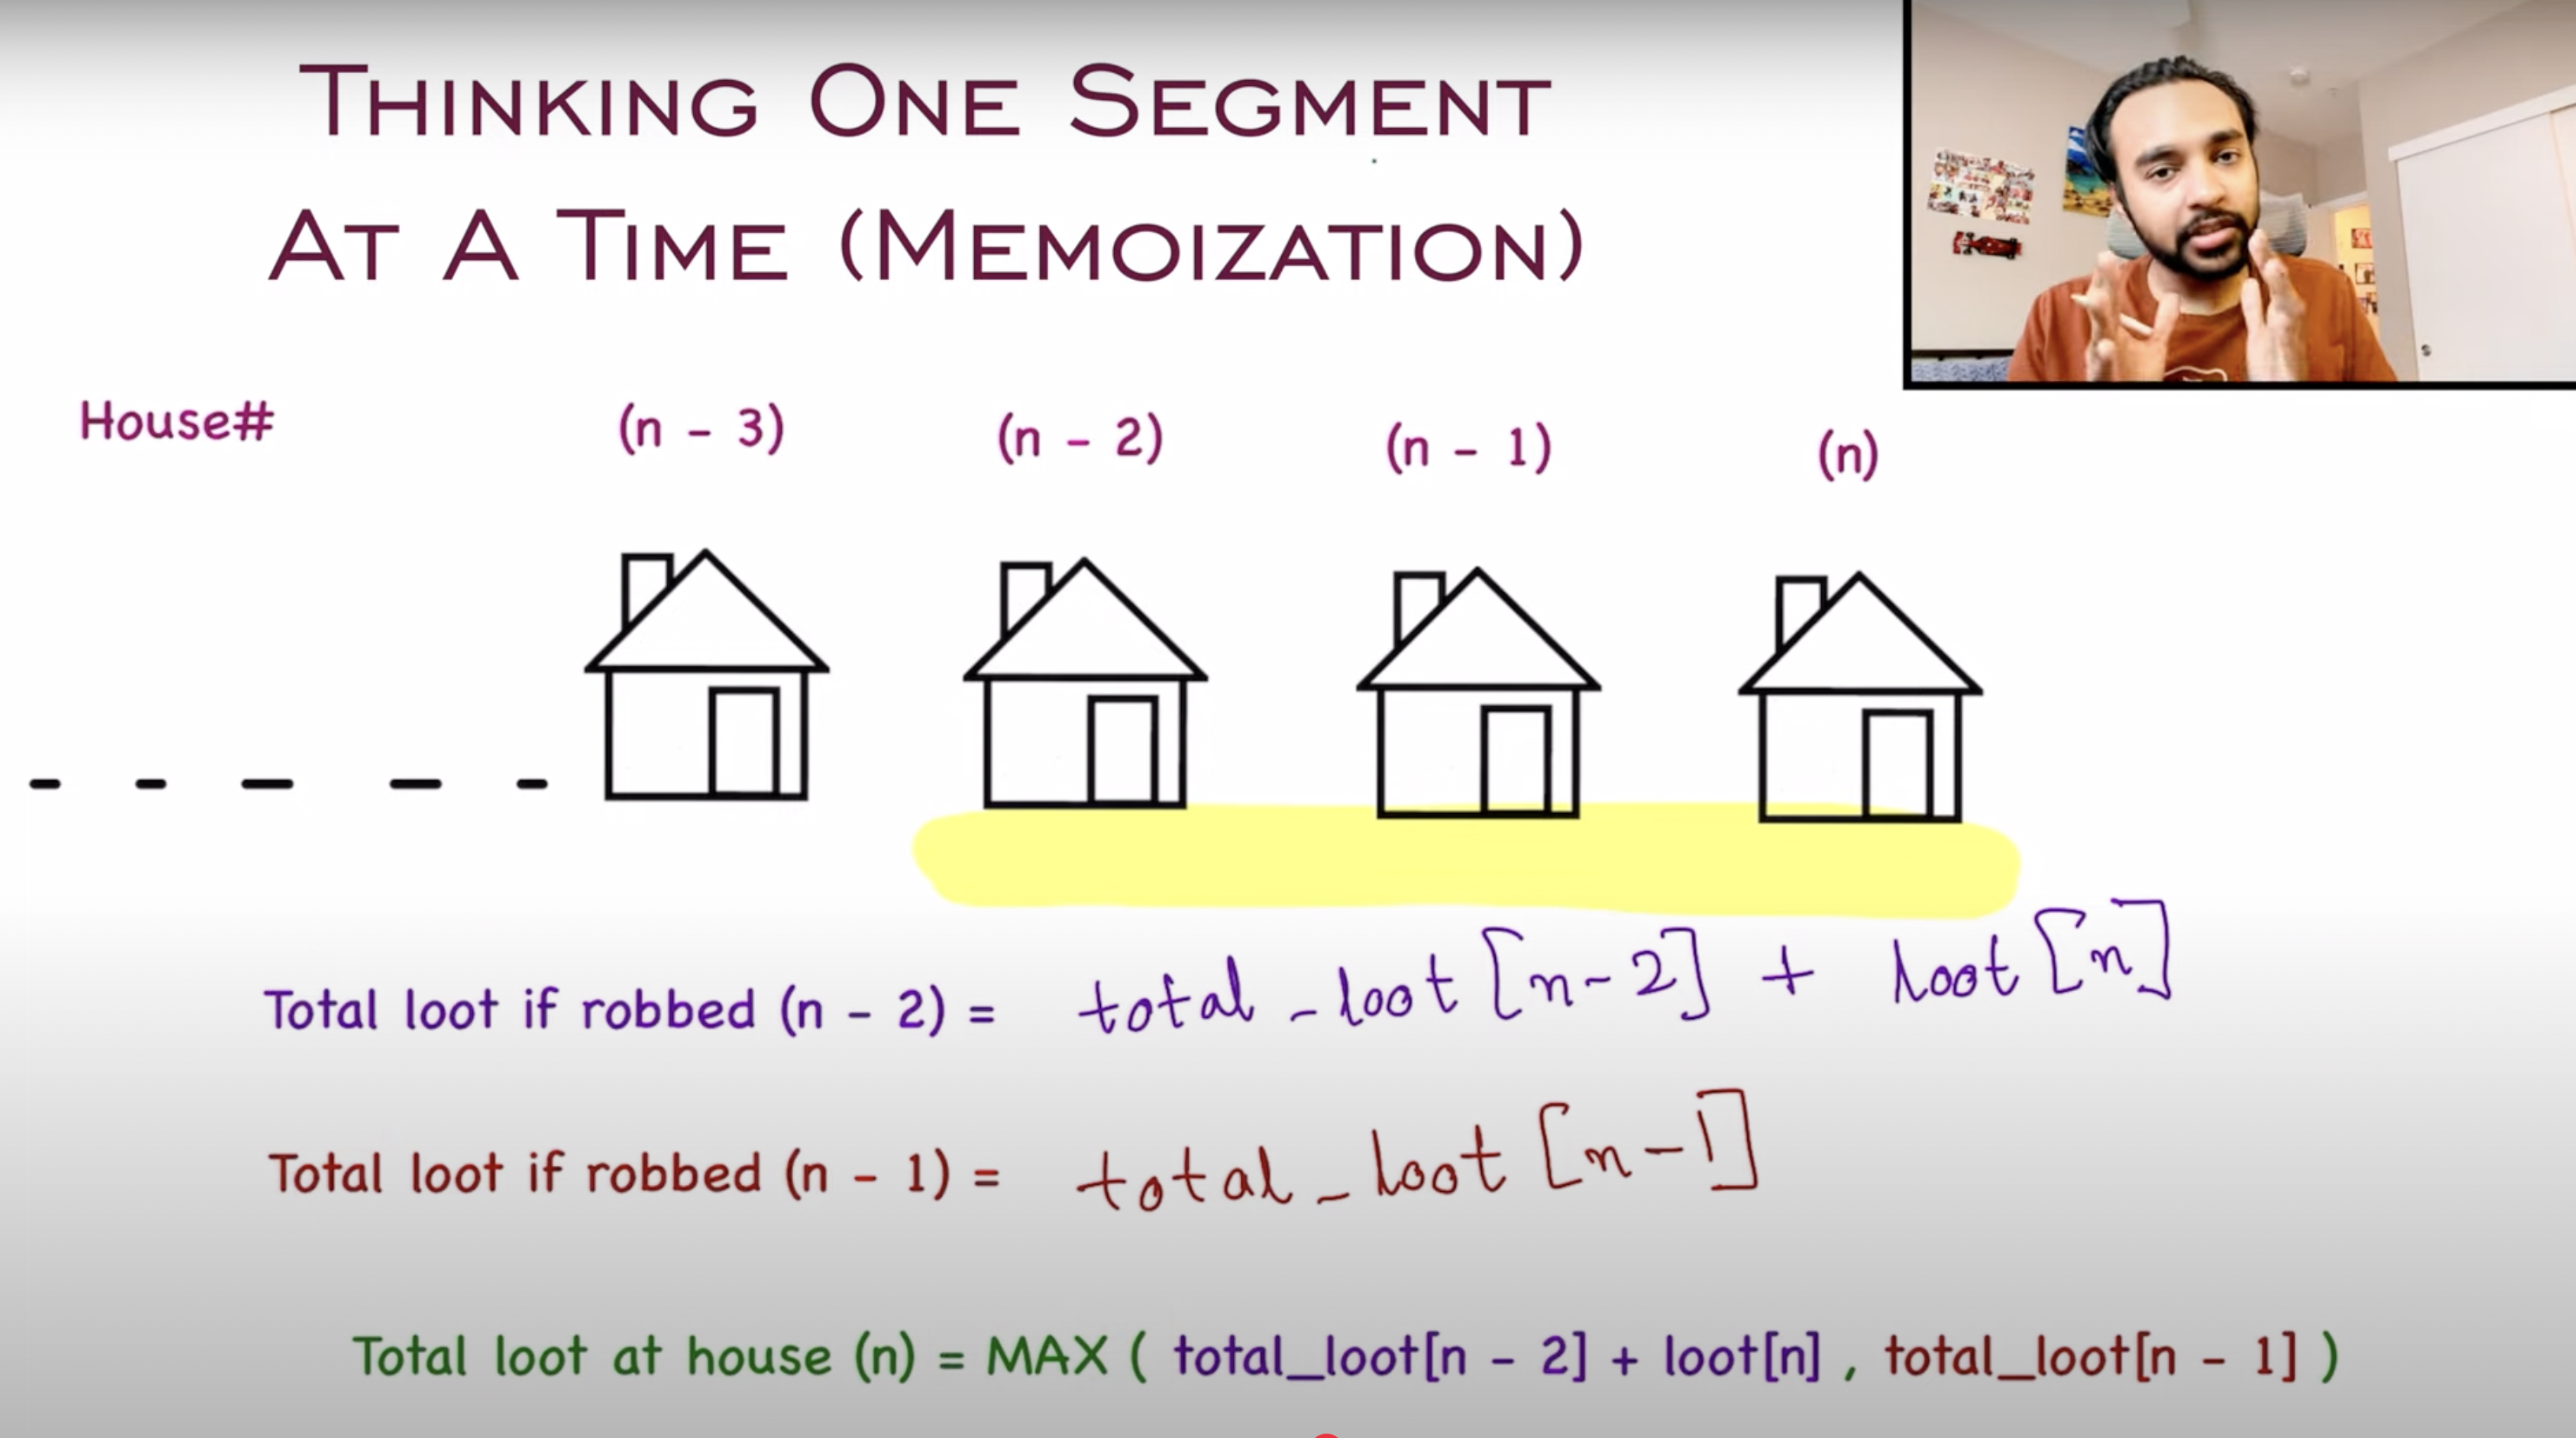 THINKING ONE SEGMENT
AT A TIME (MEMOIZATION)
House# (n - 3) (n - 2) (n - 1) (n)
Total loot if robbed (n - 2) = total_loot [n-2] + loot [n]
Total loot if robbed (n - 1) = total_loot [n-1]
Total loot at house (n) = MAX ( total_loot[n - 2] + loot[n] , total_loot[n - 1] )